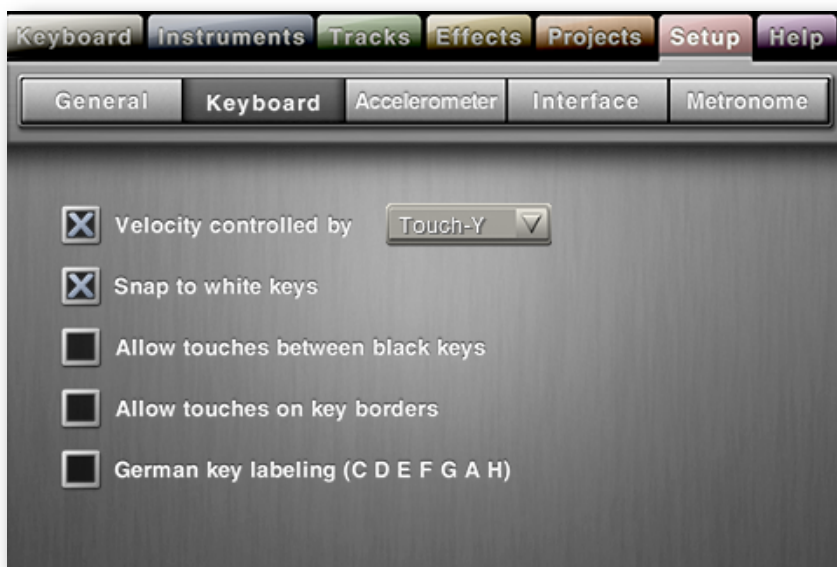 Keyboard Instruments Tracks Effects Projects Setup Help
General Keyboard Accelerometer Interface Metronome
Velocity controlled by Touch-Y
Snap to white keys
Allow touches between black keys
Allow touches on key borders
German key labeling (C D E F G A H)